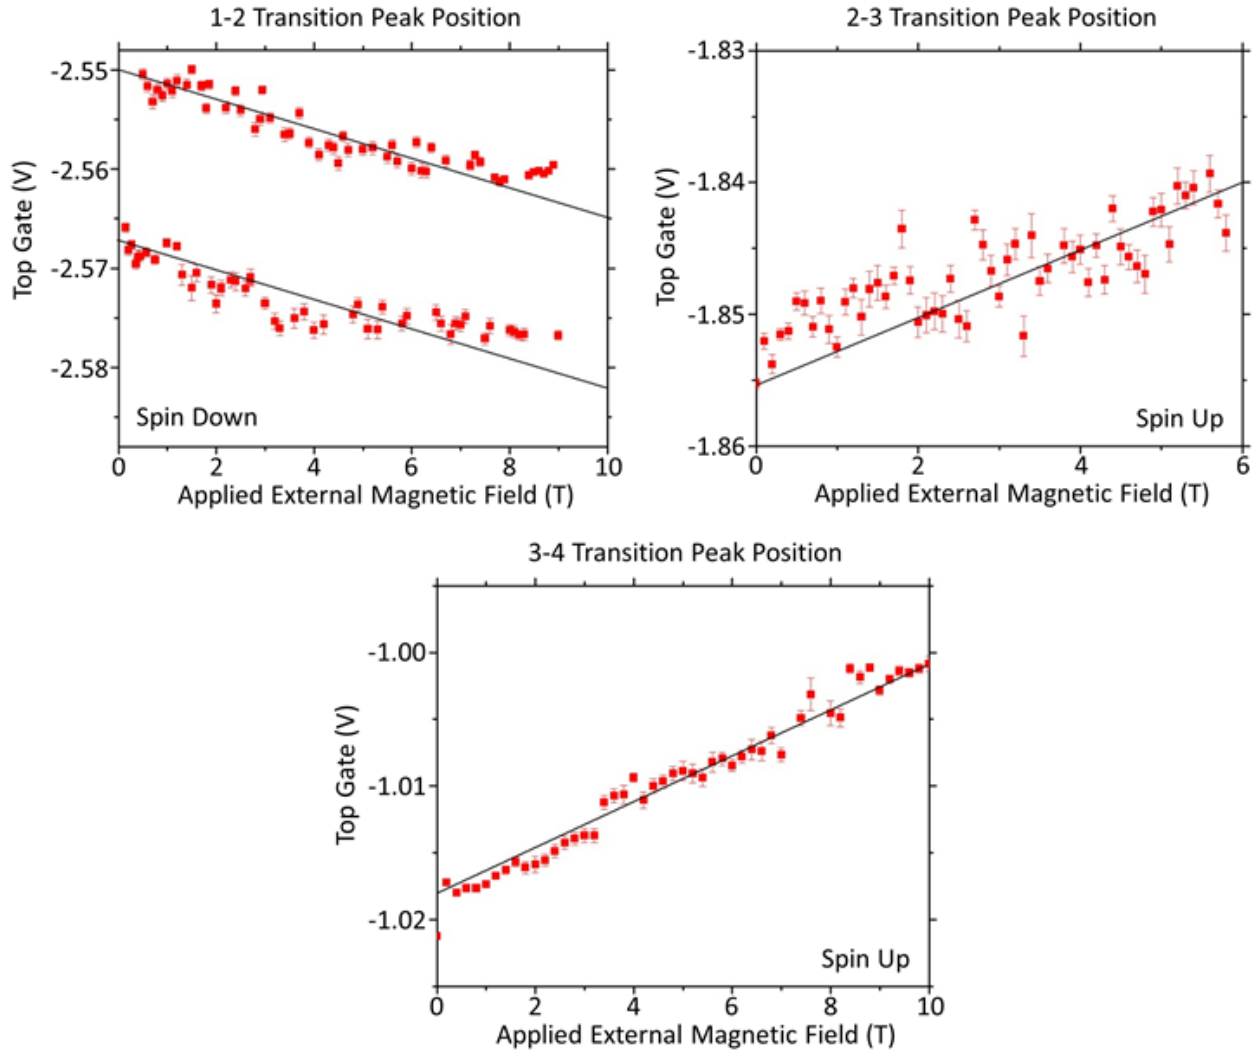 1-2 Transition Peak Position
Top Gate (V)
-2.55
-2.56
-2.57
-2.58
Spin Down
0 2 4 6 8 10
Applied External Magnetic Field (T)
2-3 Transition Peak Position
Top Gate (V)
-1.83
-1.84
-1.85
-1.86
Spin Up
0 2 4 6
Applied External Magnetic Field (T)
3-4 Transition Peak Position
Top Gate (V)
-1.00
-1.01
-1.02
Spin Up
0 2 4 6 8 10
Applied External Magnetic Field (T)